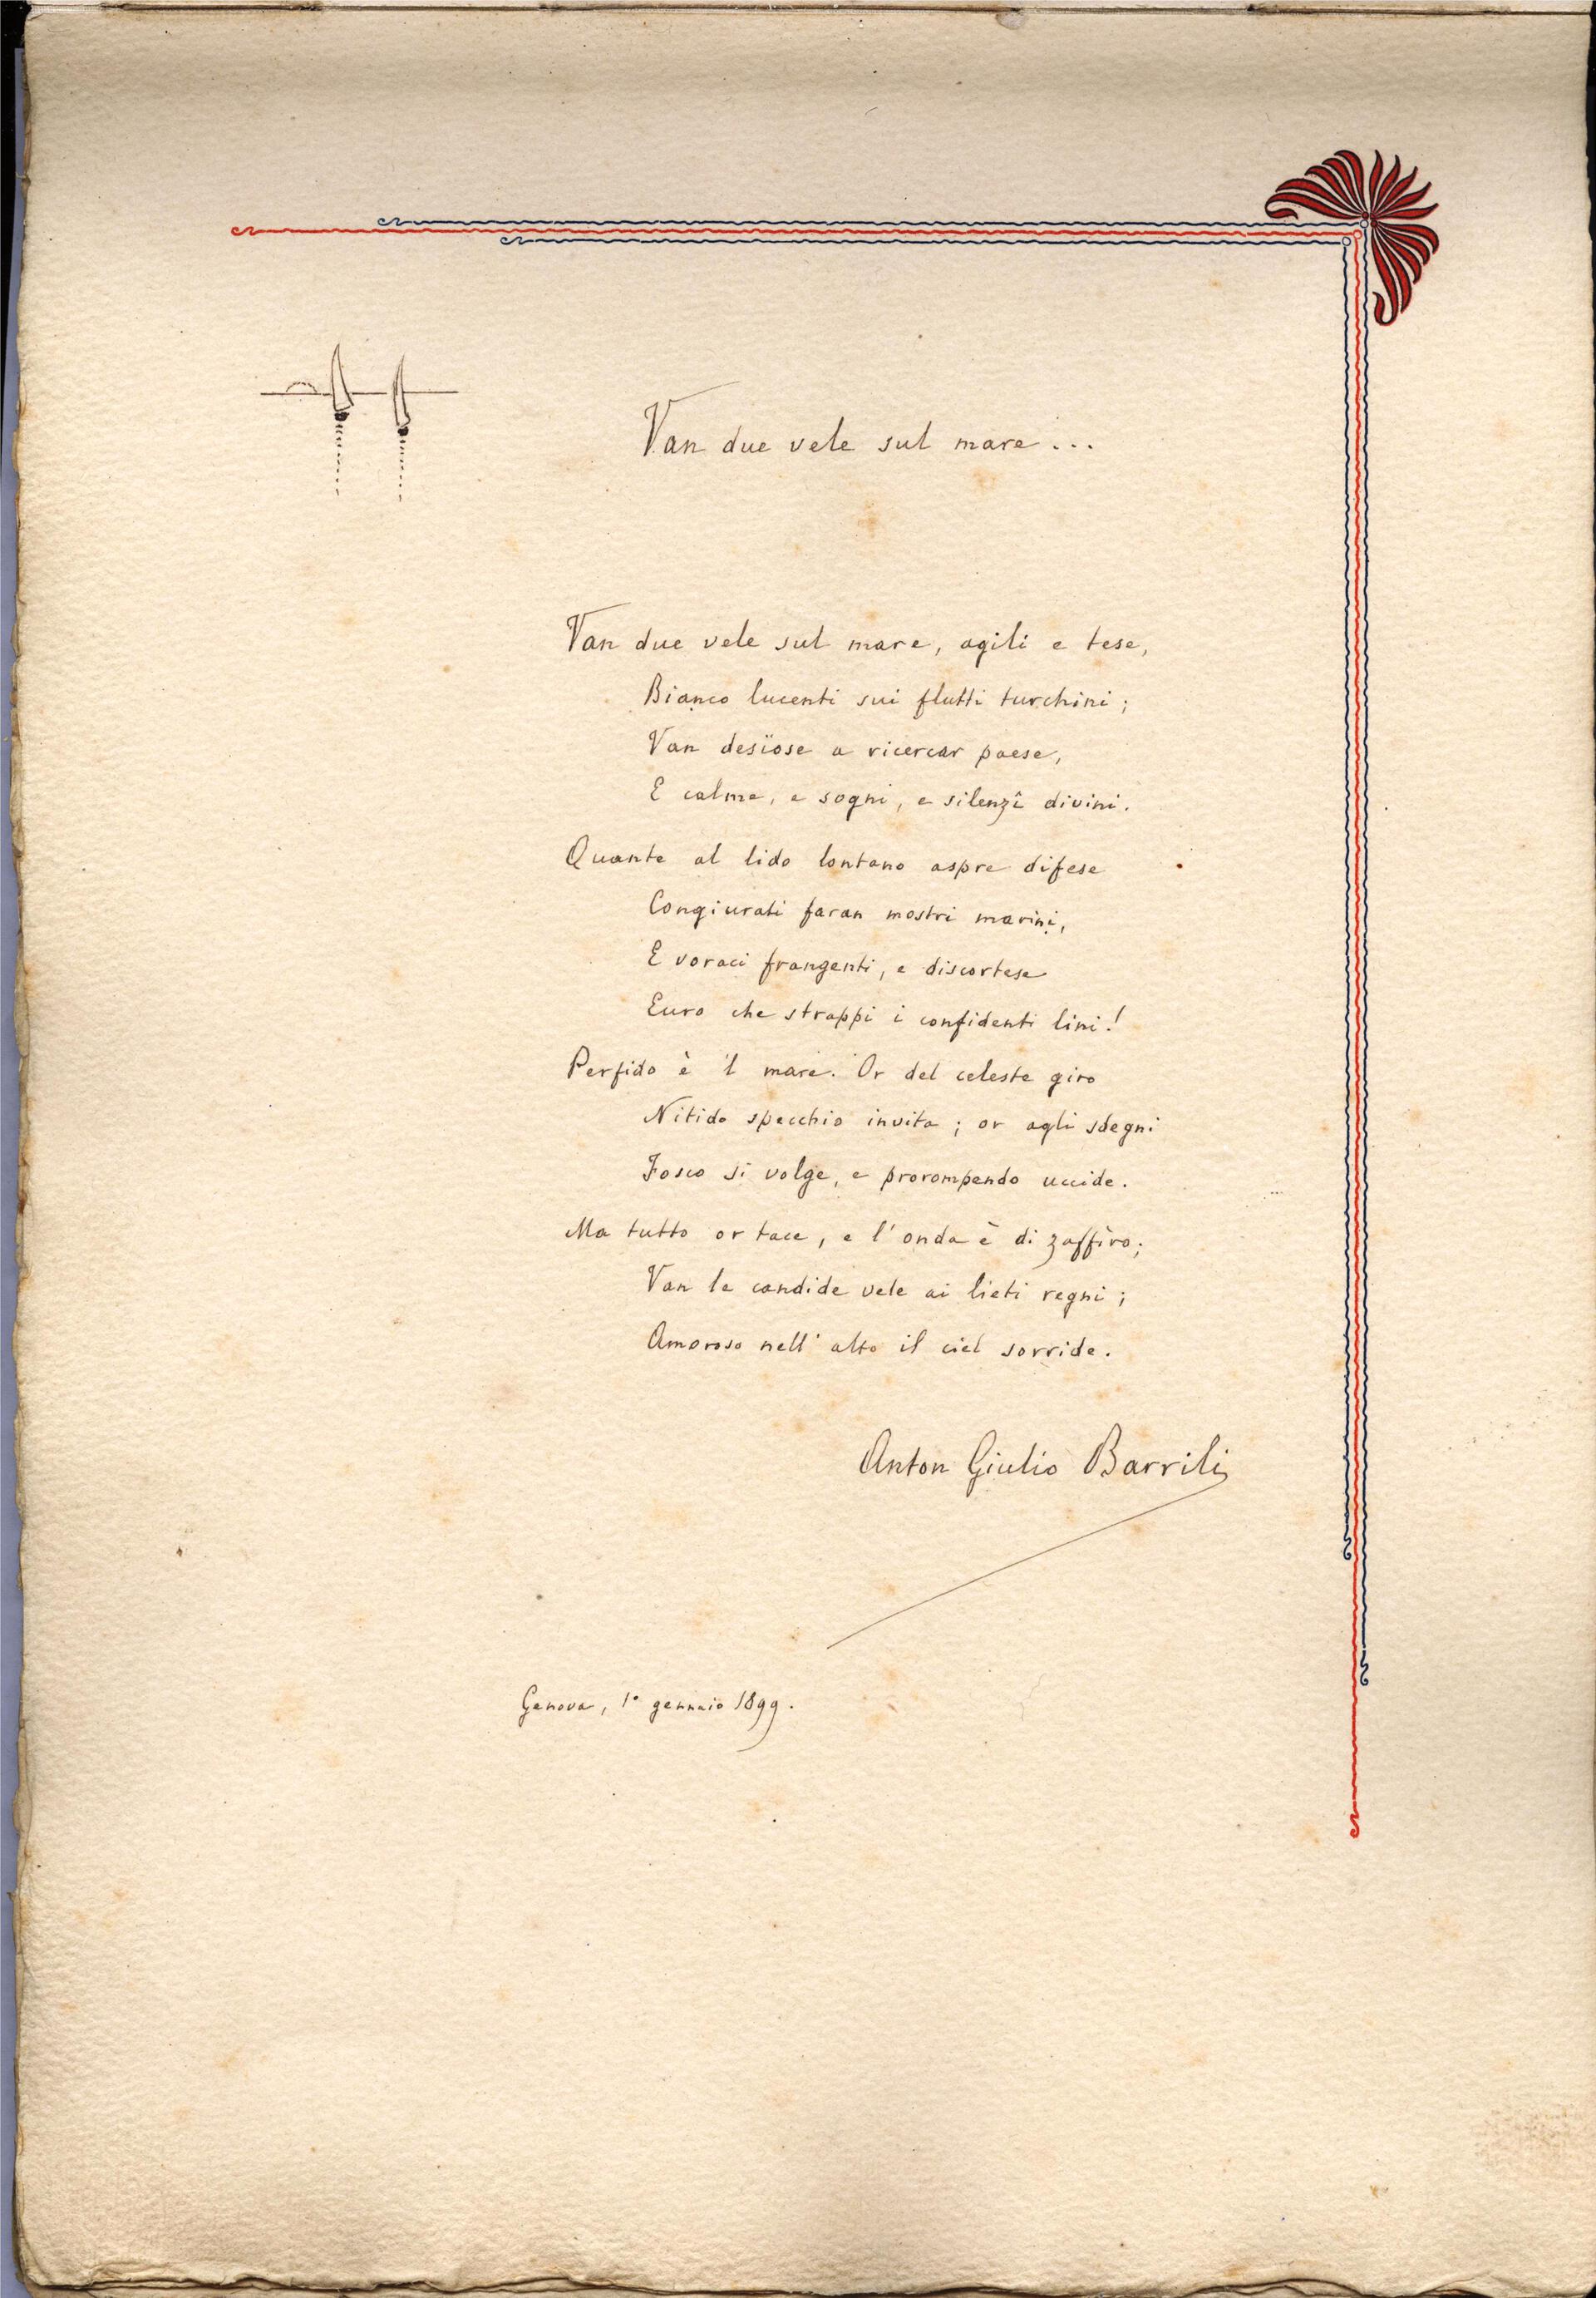 Van due vele sul mare...
Van due vele sul mare, agili e tese,
Bianco lucenti sui flutti turchini;
Van desïose a ricercar paese,
E calme, e sogni, e silenzî divini.
Quante al lido lontano aspre difese
Congiurati faran mostri marini,
E voraci frangenti, e discortese
Euro che strappi i confidenti lini!
Perfido è 'l mare. Or del celeste giro
Nitido specchio invita; or agli sdegni
Fosco si volge, e prorompendo uccide.
Ma tutto or tace, e l'onda è di zaffiro;
Van le candide vele ai lieti regni;
Amoroso nell'alto il ciel sorride.
Anton Giulio Barrili
Genova, 1° gennaio 1899.